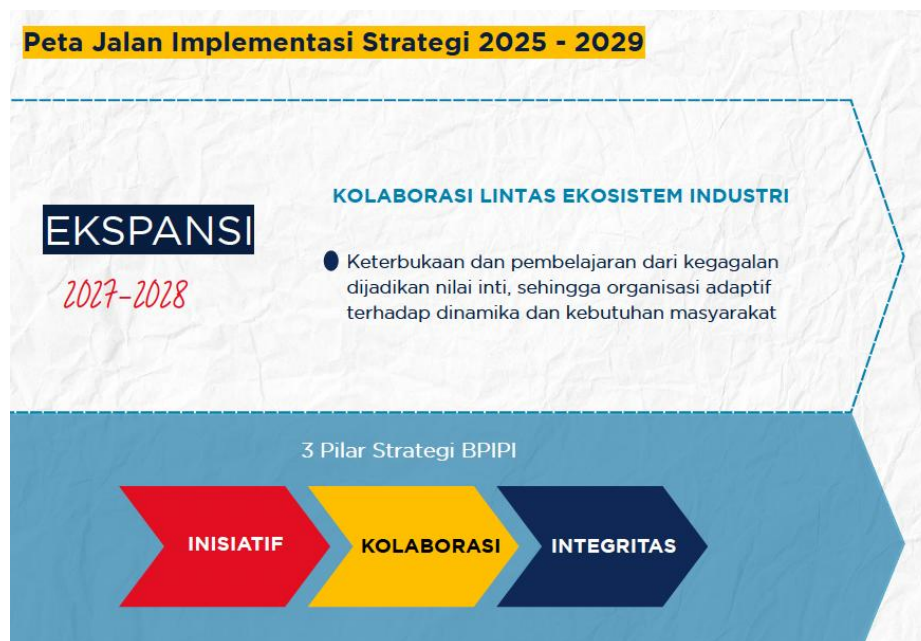 Peta Jalan Implementasi Strategi 2025 - 2029
EKSPANSI
2027-2028
KOLABORASI LINTAS EKOSISTEM INDUSTRI
Keterbukaan dan pembelajaran dari kegagalan
dijadikan nilai inti, sehingga organisasi adaptif
terhadap dinamika dan kebutuhan masyarakat
3 Pilar Strategi BPIPI
INISIATIF
KOLABORASI
INTEGRITAS